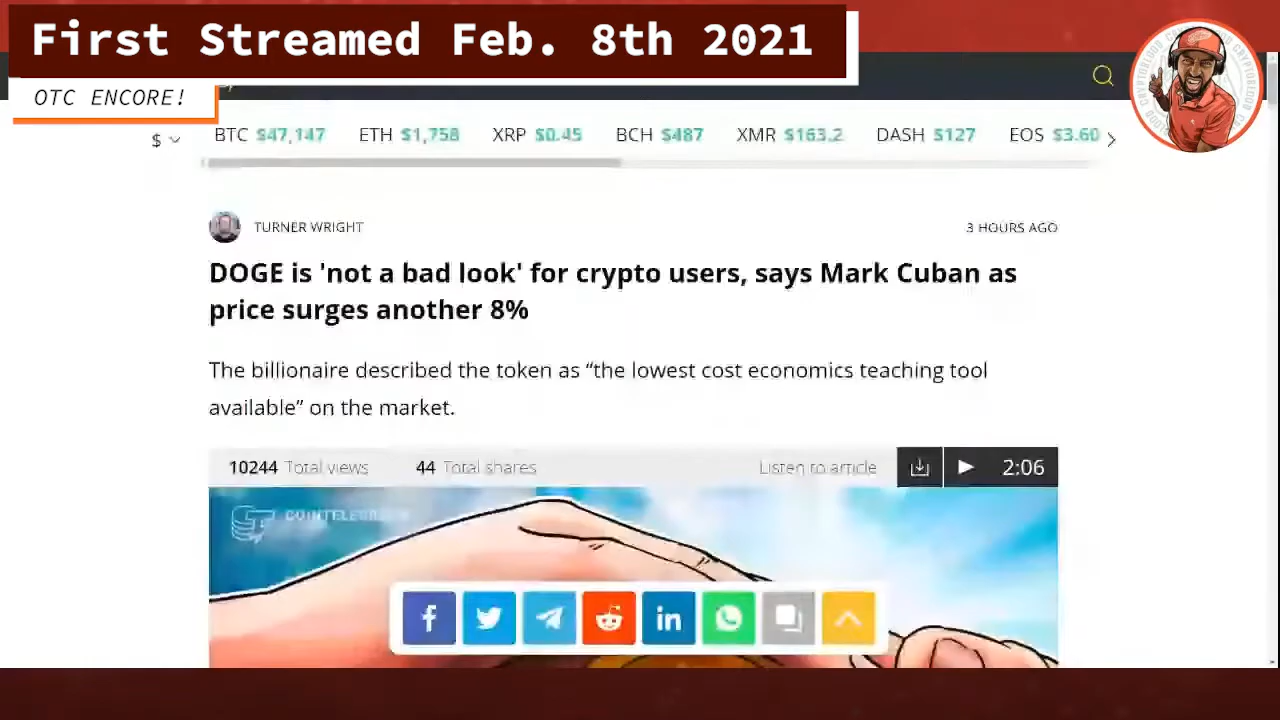 First Streamed Feb. 8th 2021
OTC ENCORE!
$ BTC $47,147 ETH $1,758 XRP $0.45 BCH $487 XMR $163.2 DASH $127 EOS $3.60
TURNER WRIGHT 3 HOURS AGO
DOGE is 'not a bad look' for crypto users, says Mark Cuban as
price surges another 8%
The billionaire described the token as “the lowest cost economics teaching tool
available” on the market.
10244 Total views 44 Total shares Listen to article 2:06
COINTELEGRAPH